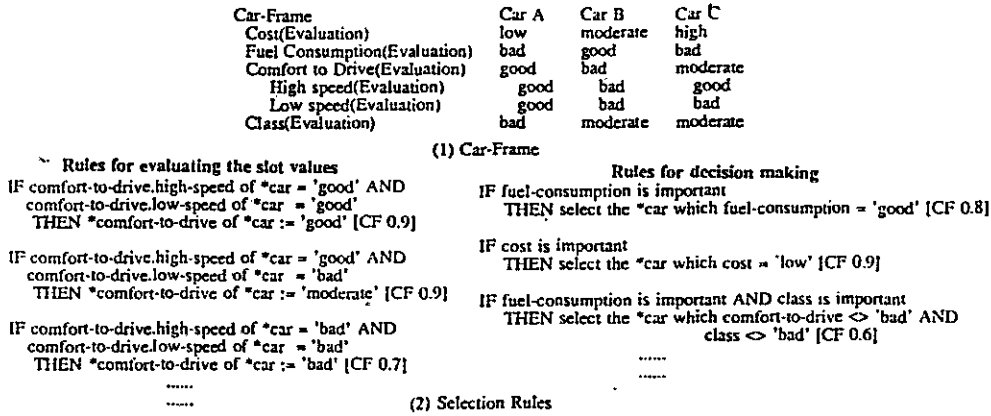 Car-Frame Car A Car B Car C
Cost(Evaluation) low moderate high
Fuel Consumption(Evaluation) bad good bad
Comfort to Drive(Evaluation) good bad moderate
High speed(Evaluation) good bad good
Low speed(Evaluation) good bad bad
Class(Evaluation) bad moderate moderate
(1) Car-Frame
Rules for evaluating the slot values
IF comfort-to-drive.high-speed of *car = 'good' AND
comfort-to-drive.low-speed of *car = 'good'
THEN *comfort-to-drive of *car := 'good' [CF 0.9]
IF comfort-to-drive.high-speed of *car = 'good' AND
comfort-to-drive.low-speed of *car = 'bad'
THEN *comfort-to-drive of *car := 'moderate' [CF 0.9]
IF comfort-to-drive.high-speed of *car = 'bad' AND
comfort-to-drive.low-speed of *car = 'bad'
THEN *comfort-to-drive of *car := 'bad' [CF 0.7]
......
......
Rules for decision making
IF fuel-consumption is important
THEN select the *car which fuel-consumption = 'good' [CF 0.8]
IF cost is important
THEN select the *car which cost = 'low' [CF 0.9]
IF fuel-consumption is important AND class is important
THEN select the *car which comfort-to-drive <> 'bad' AND
class <> 'bad' [CF 0.6]
......
......
(2) Selection Rules